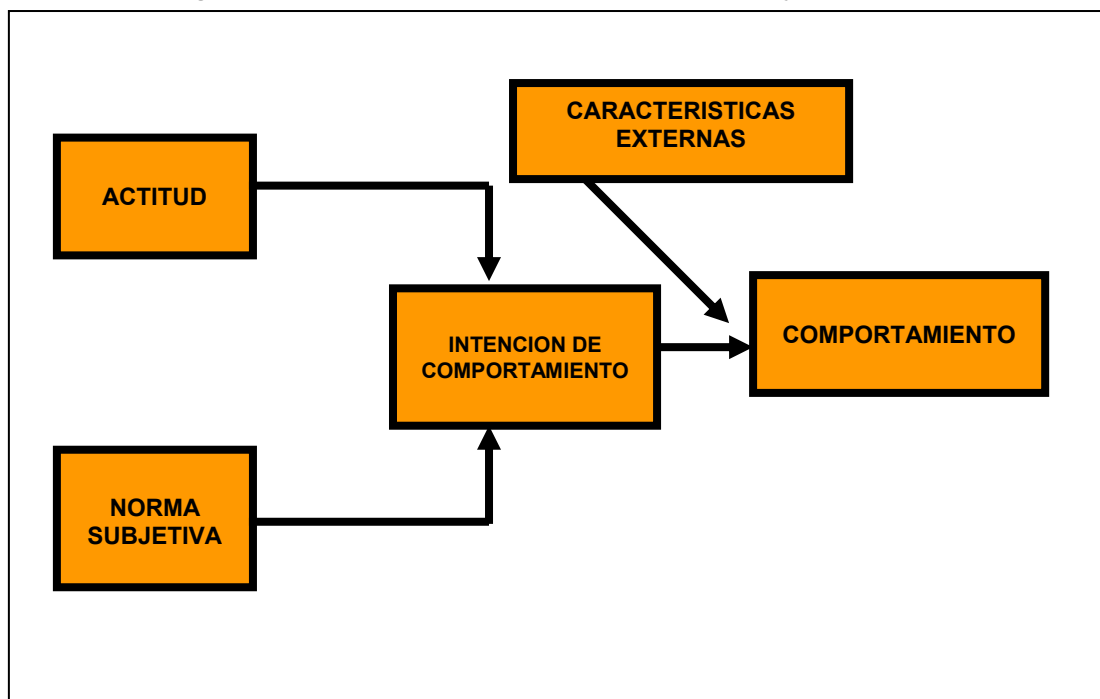 CARACTERISTICAS
EXTERNAS
ACTITUD
INTENCION DE
COMPORTAMIENTO
COMPORTAMIENTO
NORMA
SUBJETIVA